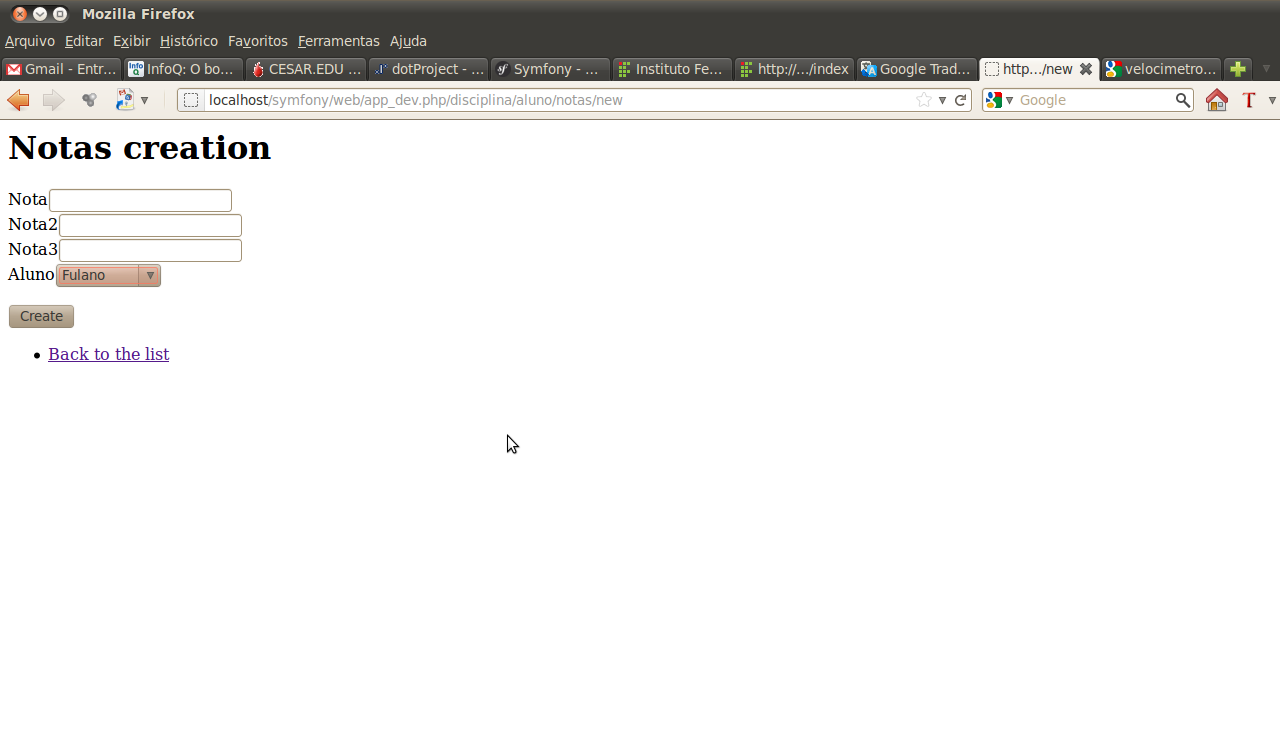 Mozilla Firefox
Arquivo Editar Exibir Histórico Favoritos Ferramentas Ajuda
Gmail - Entr... InfoQ: O bo... CESAR.EDU ... dotProject - ... Symfony - ... Instituto Fe... http://.../index Google Trad... http.../new velocimetro...
localhost/symfony/web/app_dev.php/disciplina/aluno/notas/new Google
Notas creation
Nota
Nota2
Nota3
Aluno Fulano
Create
Back to the list